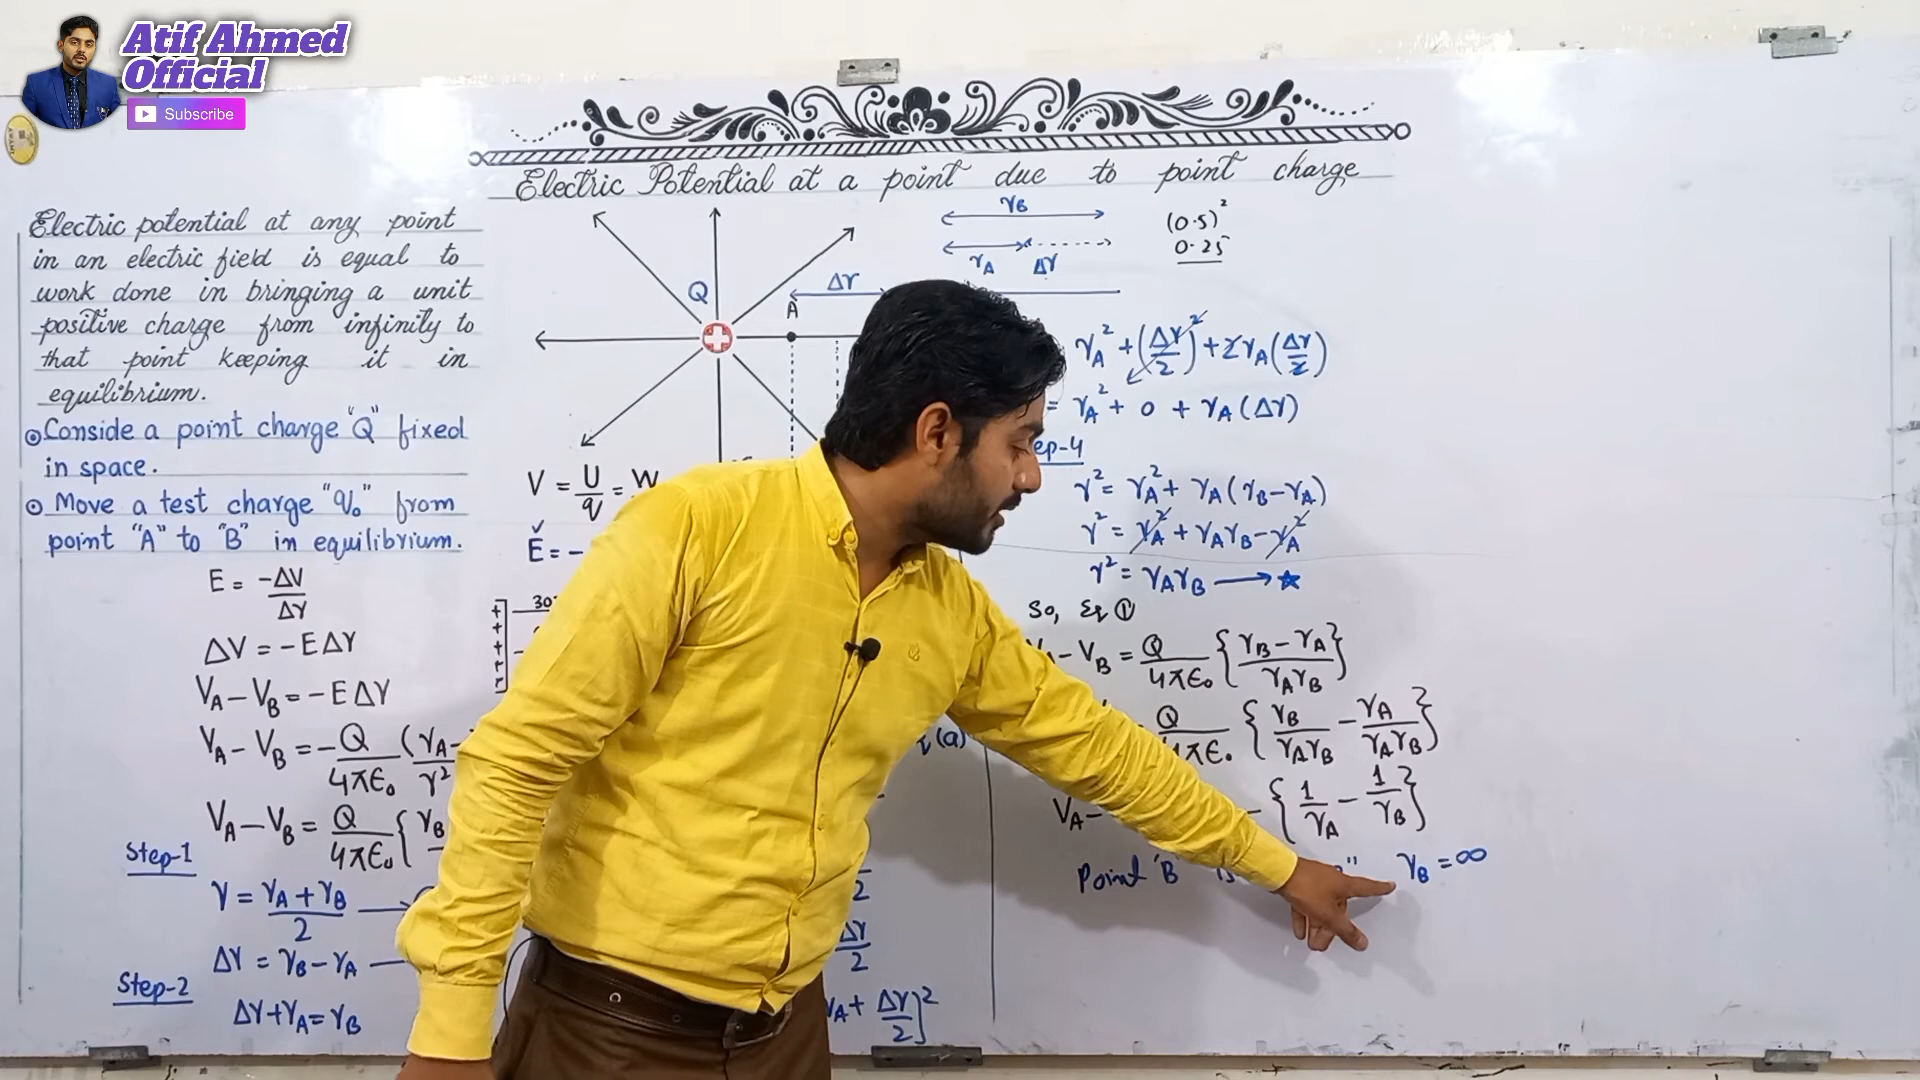 Atif Ahmed
Official
Subscribe
Electric Potential at a point due to point charge
Electric potential at any point
in an electric field is equal to
work done in bringing a unit
positive charge from infinity to
that point keeping it in
equilibrium.
⊙ Conside a point charge "Q" fixed
in space.
⊙ Move a test charge "q₀" from
point "A" to "B" in equilibrium.
E = -ΔV/Δr
ΔV = -EΔr
V_A - V_B = -EΔr
V_A - V_B = -Q/4πε₀ (r_A -
r²
V_A - V_B = Q/4πε₀ { r_B
Step-1
r = (r_A + r_B)/2
Δr = r_B - r_A
Step-2
Δr + r_A = r_B
Q
A
Δr
r_B
r_A Δr
(0.5)²
0.25
V = U/q = W
E = -
30
(a)
2
Δr/2
r_A + Δr/2]²
r_A² + (Δr/2)² + 2r_A(Δr/2)
= r_A² + 0 + r_A(Δr)
ep-4
r² = r_A² + r_A(r_B - r_A)
r² = r_A² + r_A r_B - r_A²
r² = r_A r_B → ☆
So, Eq ①
- V_B = Q/4πε₀ {(r_B - r_A)/(r_A r_B)}
Q/4πε₀ {r_B/(r_A r_B) - r_A/(r_A r_B)}
V_A - {1/r_A - 1/r_B}
Point 'B' is r_B = ∞